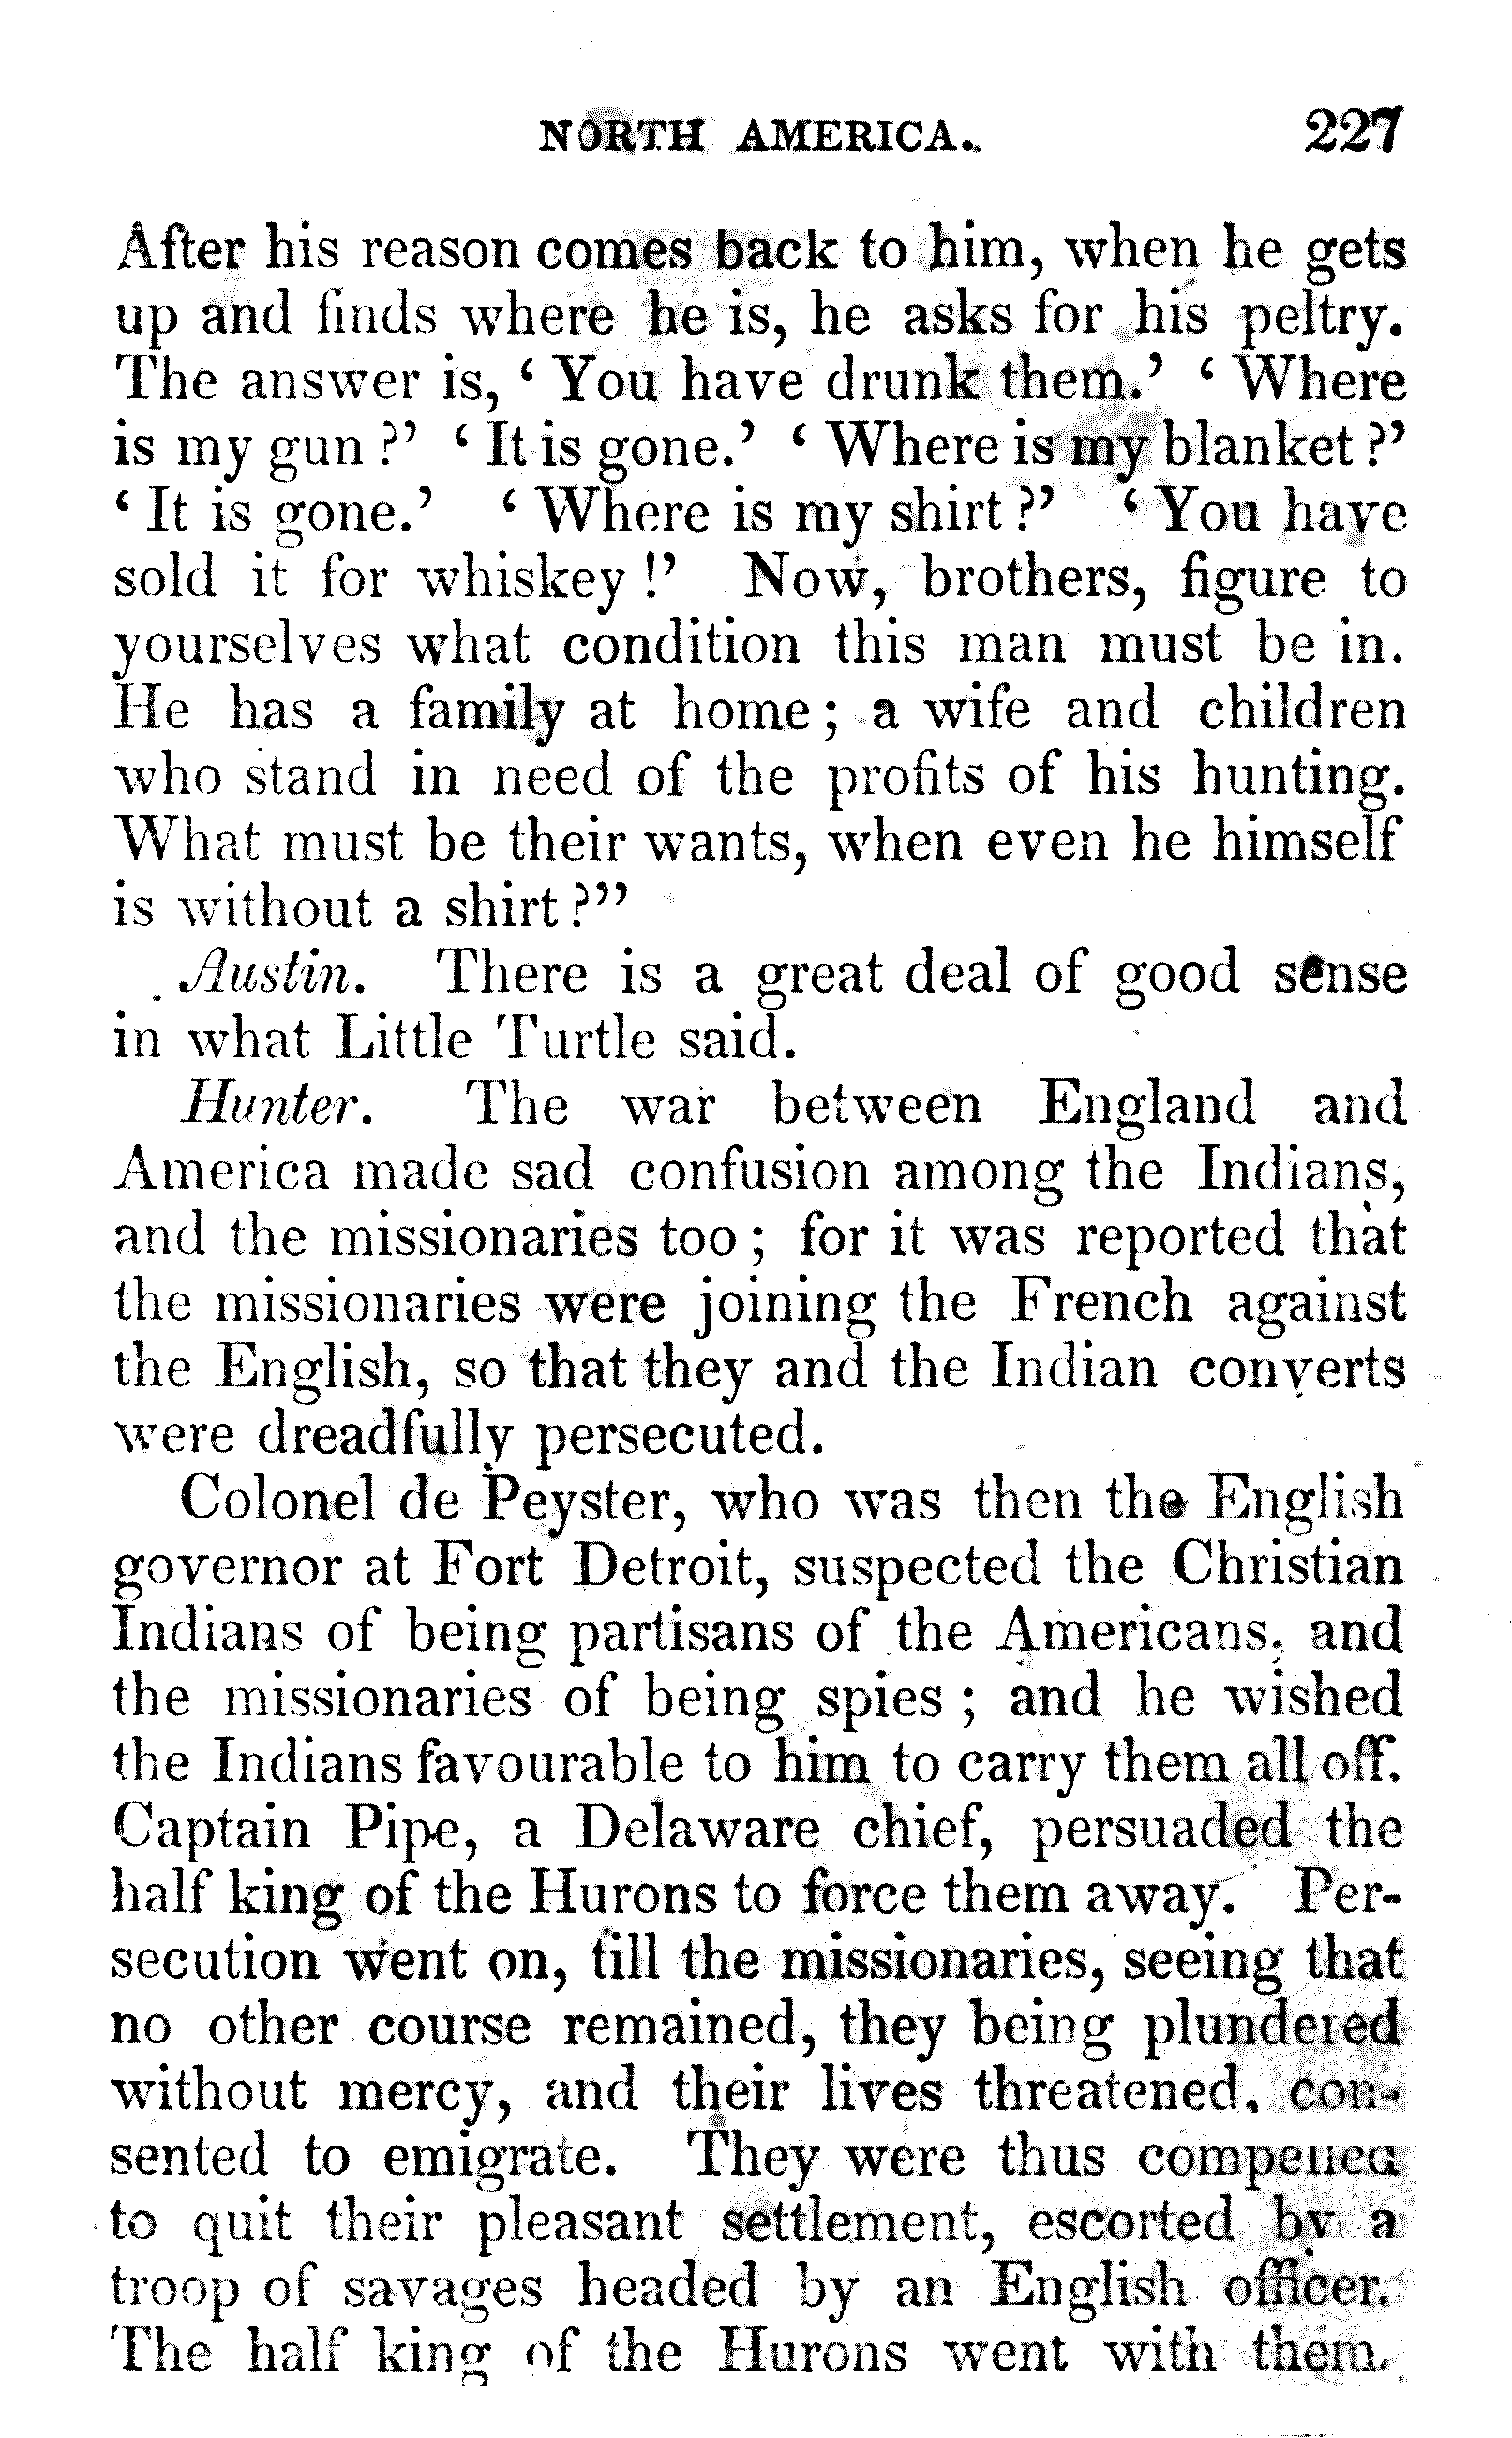 NORTH AMERICA. 227
After his reason comes back to him, when he gets
up and finds where he is, he asks for his peltry.
The answer is, ‘ You have drunk them.’ ‘ Where
is my gun ?’ ‘ It is gone.’ ‘ Where is my blanket ?’
‘ It is gone.’ ‘ Where is my shirt ?’ ‘ You have
sold it for whiskey !’ Now, brothers, figure to
yourselves what condition this man must be in.
He has a family at home ; a wife and children
who stand in need of the profits of his hunting.
What must be their wants, when even he himself
is without a shirt ?’”
Austin. There is a great deal of good sense
in what Little Turtle said.
Hunter. The war between England and
America made sad confusion among the Indians,
and the missionaries too ; for it was reported that
the missionaries were joining the French against
the English, so that they and the Indian converts
were dreadfully persecuted.
Colonel de Peyster, who was then the English
governor at Fort Detroit, suspected the Christian
Indians of being partisans of the Americans, and
the missionaries of being spies ; and he wished
the Indians favourable to him to carry them all off.
Captain Pipe, a Delaware chief, persuaded the
half king of the Hurons to force them away. Per-
secution went on, till the missionaries, seeing that
no other course remained, they being plundered
without mercy, and their lives threatened, con-
sented to emigrate. They were thus compelled
to quit their pleasant settlement, escorted by a
troop of savages headed by an English officer.
The half king of the Hurons went with them.